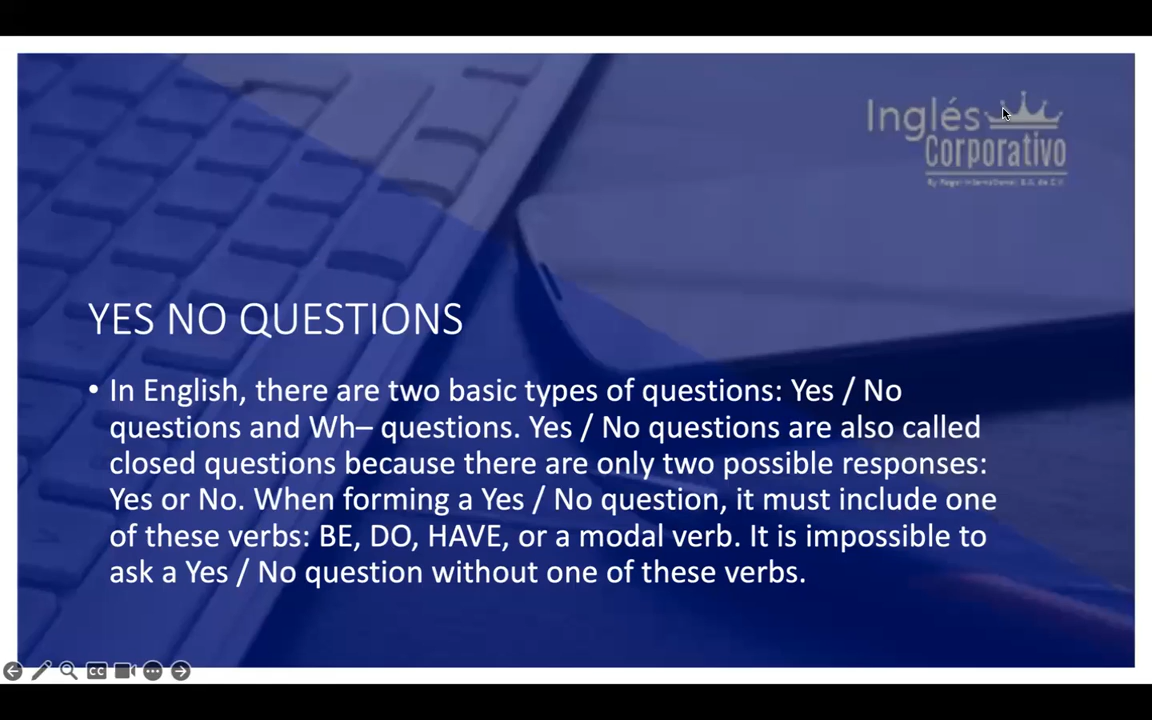 Inglés
Corporativo
YES NO QUESTIONS
• In English, there are two basic types of questions: Yes / No
questions and Wh– questions. Yes / No questions are also called
closed questions because there are only two possible responses:
Yes or No. When forming a Yes / No question, it must include one
of these verbs: BE, DO, HAVE, or a modal verb. It is impossible to
ask a Yes / No question without one of these verbs.
CC